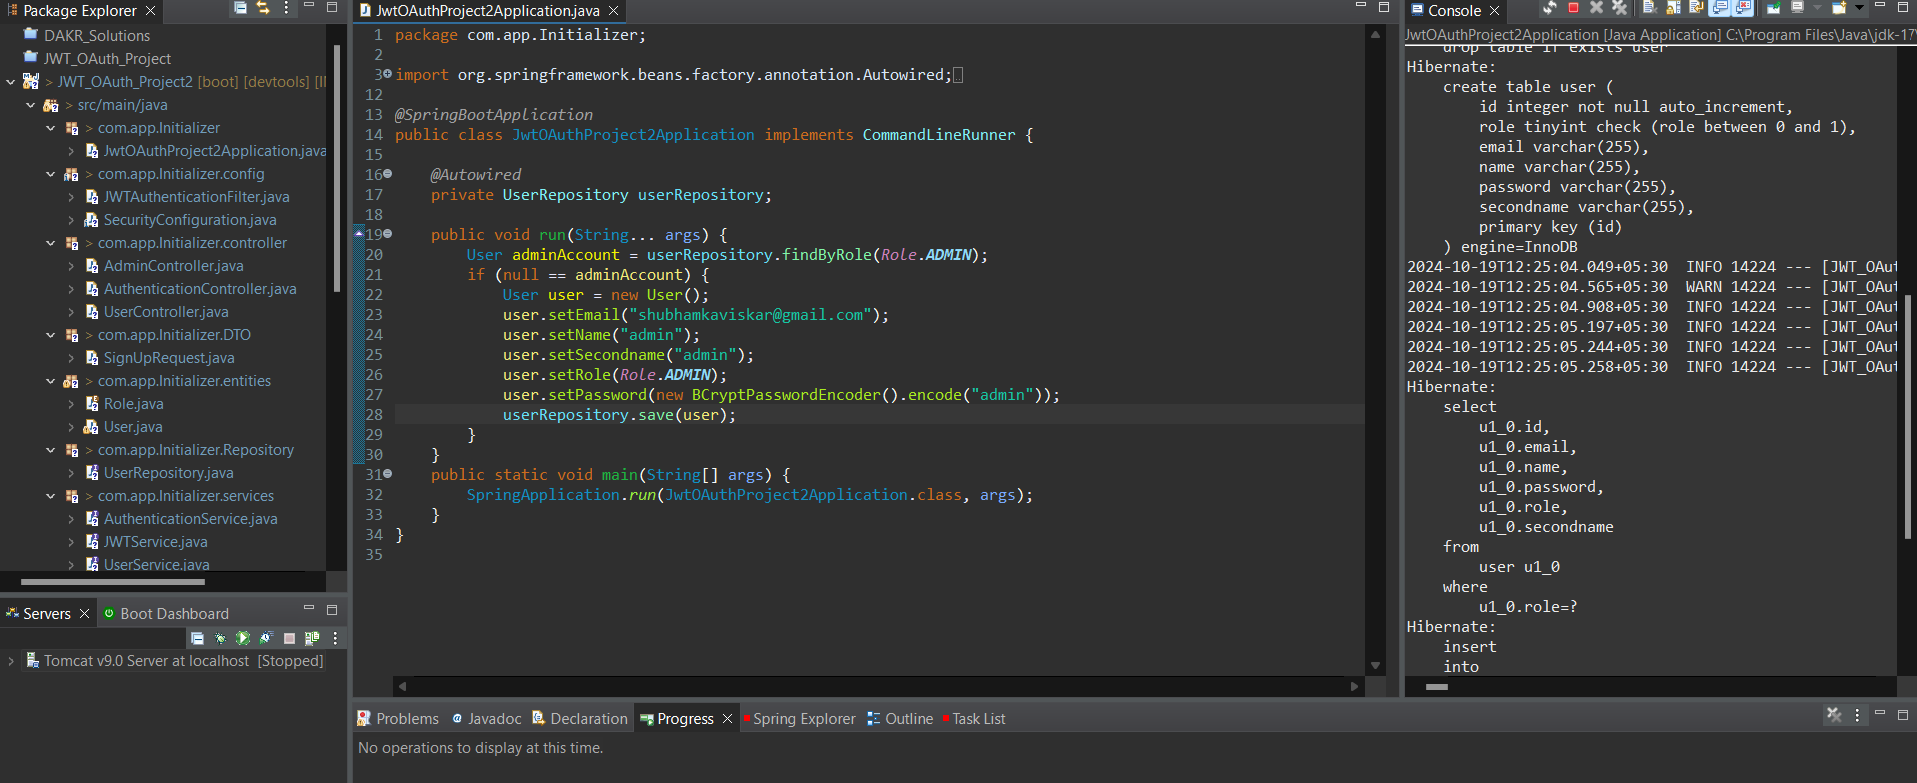 Package Explorer
DAKR_Solutions
JWT_OAuth_Project
> JWT_OAuth_Project2 [boot] [devtools]
> src/main/java
> com.app.Initializer
JwtOAuthProject2Application.java
> com.app.Initializer.config
JWTAuthenticationFilter.java
SecurityConfiguration.java
> com.app.Initializer.controller
AdminController.java
AuthenticationController.java
UserController.java
> com.app.Initializer.DTO
SignUpRequest.java
> com.app.Initializer.entities
Role.java
User.java
> com.app.Initializer.Repository
UserRepository.java
> com.app.Initializer.services
AuthenticationService.java
JWTService.java
UserService.java
Servers
Boot Dashboard
Tomcat v9.0 Server at localhost [Stopped]
JwtOAuthProject2Application.java
1 package com.app.Initializer;
2
3 import org.springframework.beans.factory.annotation.Autowired;
12
13 @SpringBootApplication
14 public class JwtOAuthProject2Application implements CommandLineRunner {
15
16 @Autowired
17 private UserRepository userRepository;
18
19 public void run(String... args) {
20 User adminAccount = userRepository.findByRole(Role.ADMIN);
21 if (null == adminAccount) {
22 User user = new User();
23 user.setEmail("shubhamkaviskar@gmail.com");
24 user.setName("admin");
25 user.setSecondname("admin");
26 user.setRole(Role.ADMIN);
27 user.setPassword(new BCryptPasswordEncoder().encode("admin"));
28 userRepository.save(user);
29 }
30 }
31 public static void main(String[] args) {
32 SpringApplication.run(JwtOAuthProject2Application.class, args);
33 }
34 }
35
Problems
Javadoc
Declaration
Progress
Spring Explorer
Outline
Task List
No operations to display at this time.
Console
JwtOAuthProject2Application [Java Application] C:\Program Files\Java\jdk-17\
drop table if exists user
Hibernate:
create table user (
id integer not null auto_increment,
role tinyint check (role between 0 and 1),
email varchar(255),
name varchar(255),
password varchar(255),
secondname varchar(255),
primary key (id)
) engine=InnoDB
2024-10-19T12:25:04.049+05:30 INFO 14224 --- [JWT_OAut
2024-10-19T12:25:04.565+05:30 WARN 14224 --- [JWT_OAut
2024-10-19T12:25:04.908+05:30 INFO 14224 --- [JWT_OAut
2024-10-19T12:25:05.197+05:30 INFO 14224 --- [JWT_OAut
2024-10-19T12:25:05.244+05:30 INFO 14224 --- [JWT_OAut
2024-10-19T12:25:05.258+05:30 INFO 14224 --- [JWT_OAut
Hibernate:
select
u1_0.id,
u1_0.email,
u1_0.name,
u1_0.password,
u1_0.role,
u1_0.secondname
from
user u1_0
where
u1_0.role=?
Hibernate:
insert
into